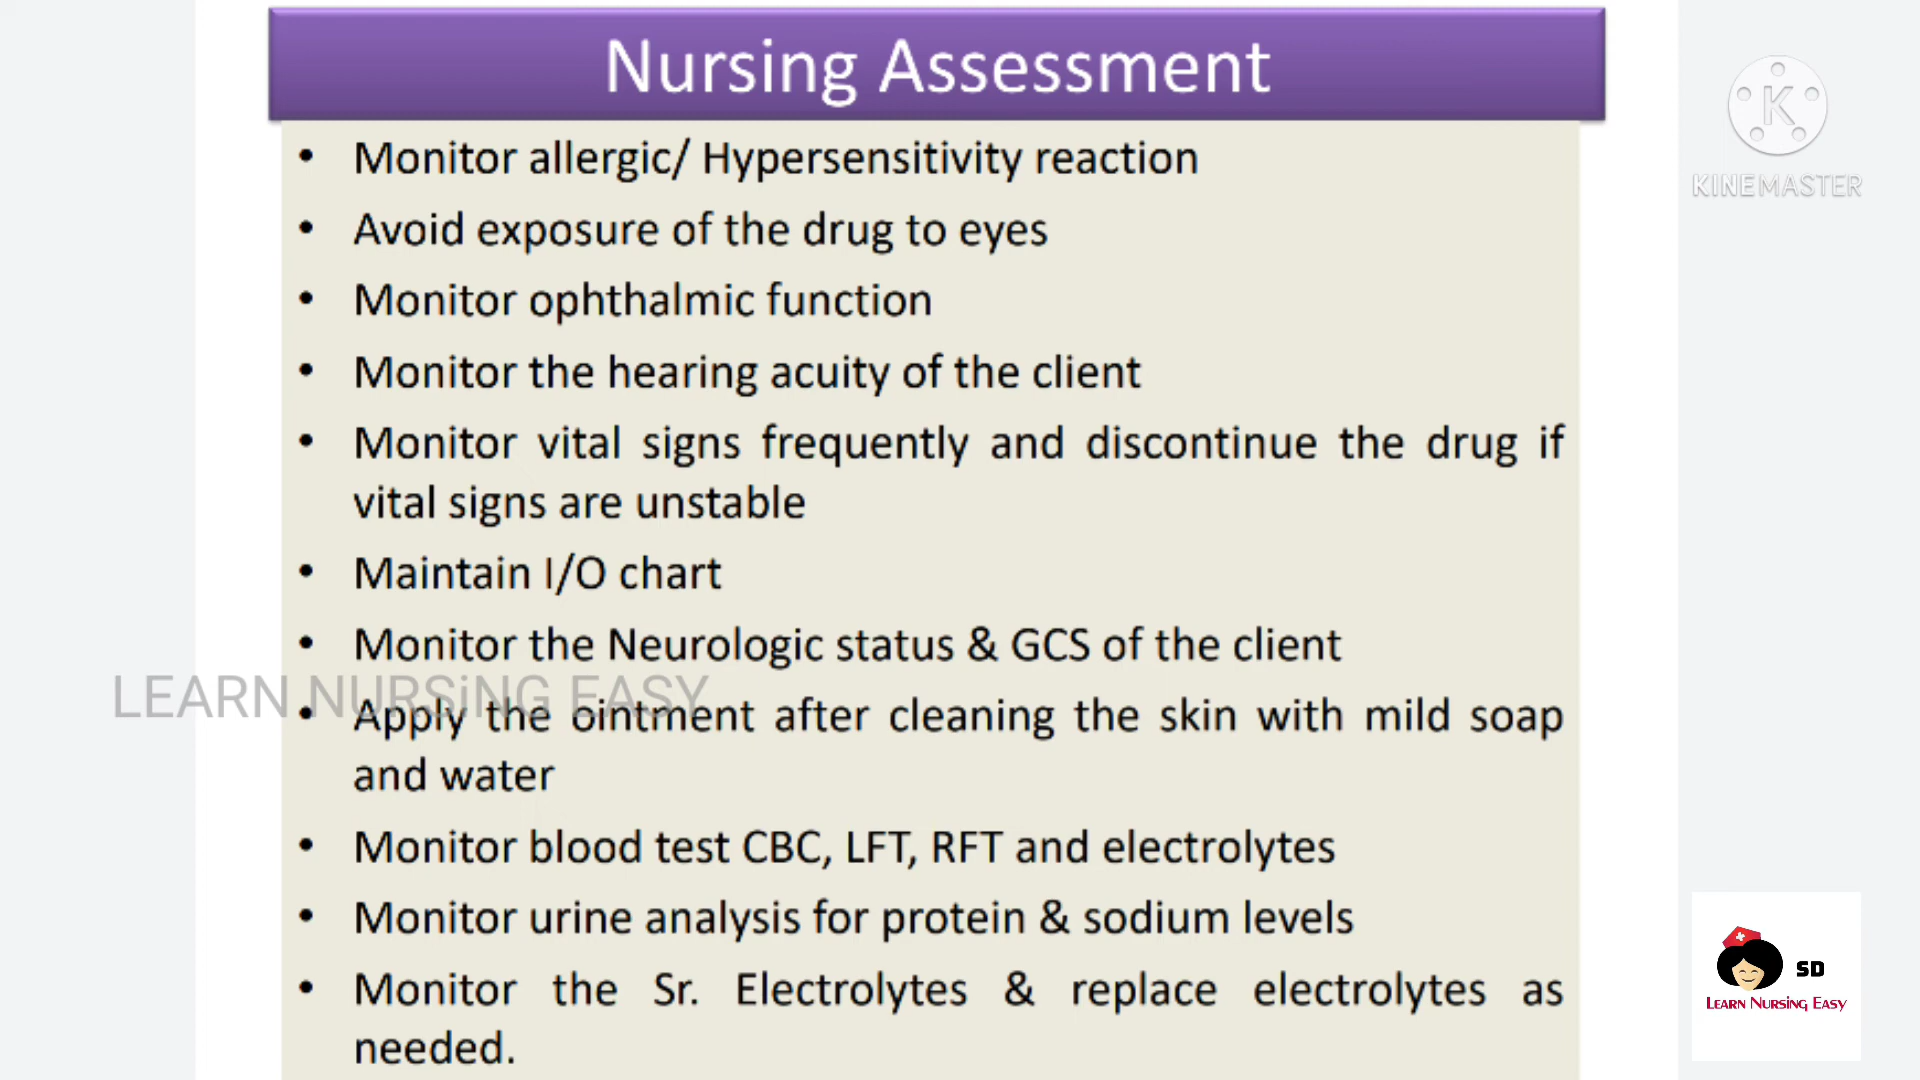 Nursing Assessment
• Monitor allergic/ Hypersensitivity reaction
• Avoid exposure of the drug to eyes
• Monitor ophthalmic function
• Monitor the hearing acuity of the client
• Monitor vital signs frequently and discontinue the drug if
vital signs are unstable
• Maintain I/O chart
• Monitor the Neurologic status & GCS of the client
• Apply the ointment after cleaning the skin with mild soap
and water
• Monitor blood test CBC, LFT, RFT and electrolytes
• Monitor urine analysis for protein & sodium levels
• Monitor the Sr. Electrolytes & replace electrolytes as
needed.
LEARN NURSiNG EASY
K
KINEMASTER
SD
LEARN NURSiNG EASY